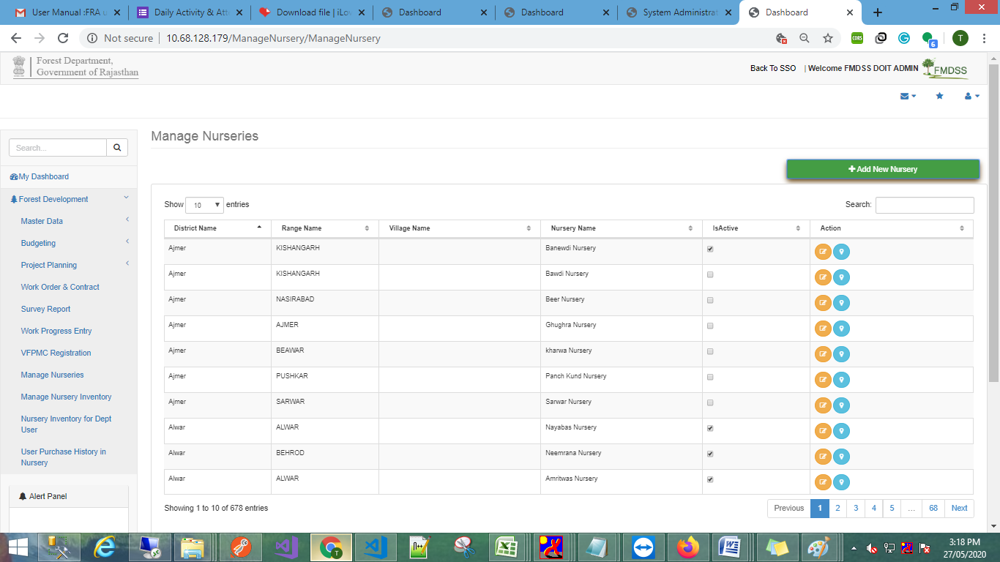 User Manual :FRA u
Daily Activity & Att
Download file | iLov
Dashboard
Dashboard
System Administrat
Dashboard
Not secure | 10.68.128.179/ManageNursery/ManageNursery
CORS
6
T
Forest Department,
Government of Rajasthan
Back To SSO | Welcome FMDSS DOIT ADMIN
FMDSS
Manage Nurseries
Search...
My Dashboard
Forest Development
Master Data
Budgeting
Project Planning
Work Order & Contract
Survey Report
Work Progress Entry
VFPMC Registration
Manage Nurseries
Manage Nursery Inventory
Nursery Inventory for Dept
User
User Purchase History in
Nursery
Alert Panel
Add New Nursery
Show 10 entries
Search:
District Name Range Name Village Name Nursery Name IsActive Action
Ajmer KISHANGARH Banewdi Nursery
Ajmer KISHANGARH Bawdi Nursery
Ajmer NASIRABAD Beer Nursery
Ajmer AJMER Ghughra Nursery
Ajmer BEAWAR kharwa Nursery
Ajmer PUSHKAR Panch Kund Nursery
Ajmer SARWAR Sarwar Nursery
Alwar ALWAR Nayabas Nursery
Alwar BEHROD Neemrana Nursery
Alwar ALWAR Amritwas Nursery
Showing 1 to 10 of 678 entries
Previous 1 2 3 4 5 ... 68 Next
3:18 PM
27/05/2020